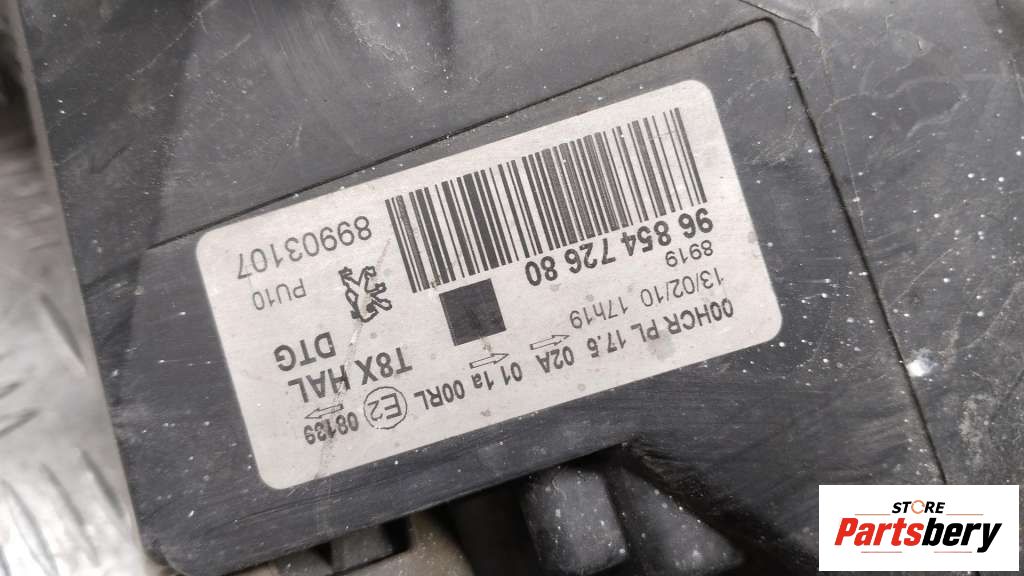 00HCR PL 17.5 02A 01 1a 00RL E2 08139
13/02/10 17h19
8919
96 854 726 80
T8X HAL
DTG
PU10
89903107
STORE
Partsbery